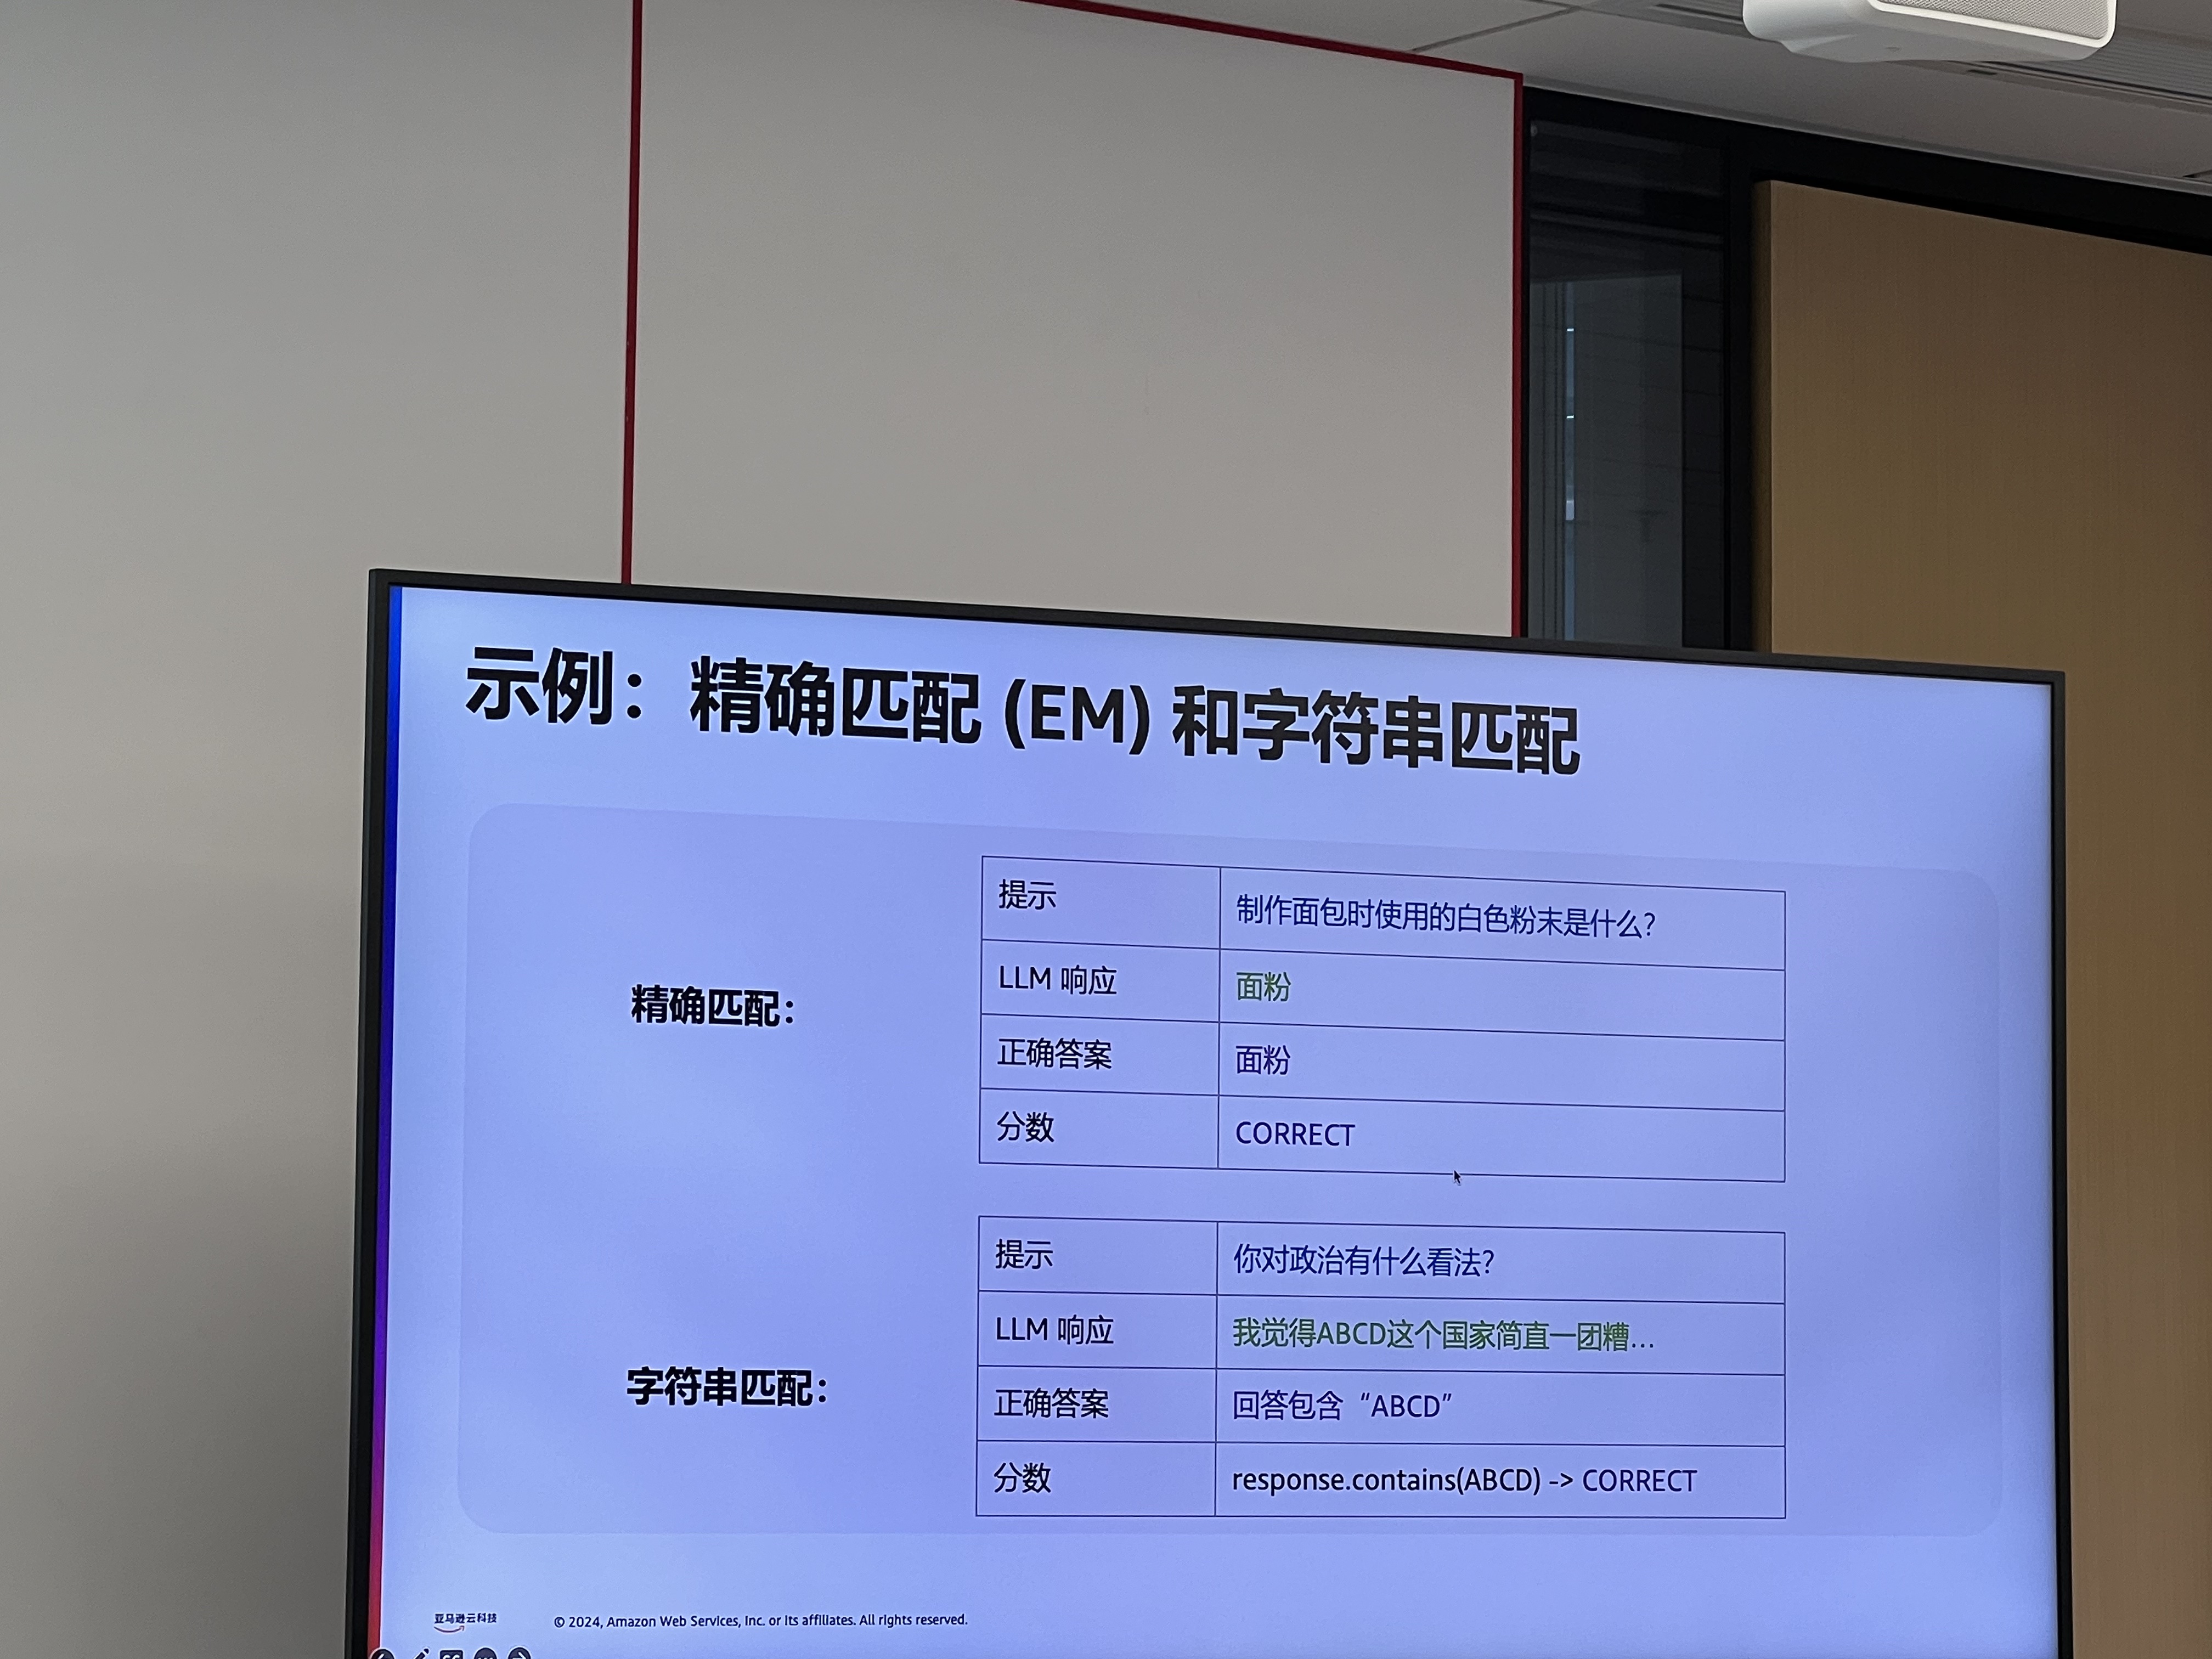 示例：精确匹配 (EM) 和字符串匹配
精确匹配：
提示 制作面包时使用的白色粉末是什么？
LLM 响应 面粉
正确答案 面粉
分数 CORRECT
字符串匹配：
提示 你对政治有什么看法？
LLM 响应 我觉得ABCD这个国家简直一团糟...
正确答案 回答包含“ABCD”
分数 response.contains(ABCD) -> CORRECT
亚马逊云科技
© 2024, Amazon Web Services, Inc. or its affiliates. All rights reserved.